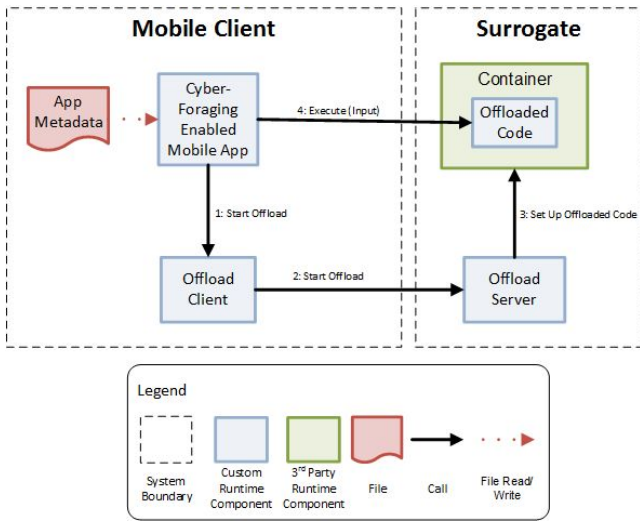 Mobile Client
Surrogate
App
Metadata
Cyber-
Foraging
Enabled
Mobile App
4: Execute (Input)
Container
Offloaded
Code
1: Start Offload
3: Set Up Offloaded Code
Offload
Client
2: Start Offload
Offload
Server
Legend
System
Boundary
Custom
Runtime
Component
3rd Party
Runtime
Component
File
Call
File Read/
Write